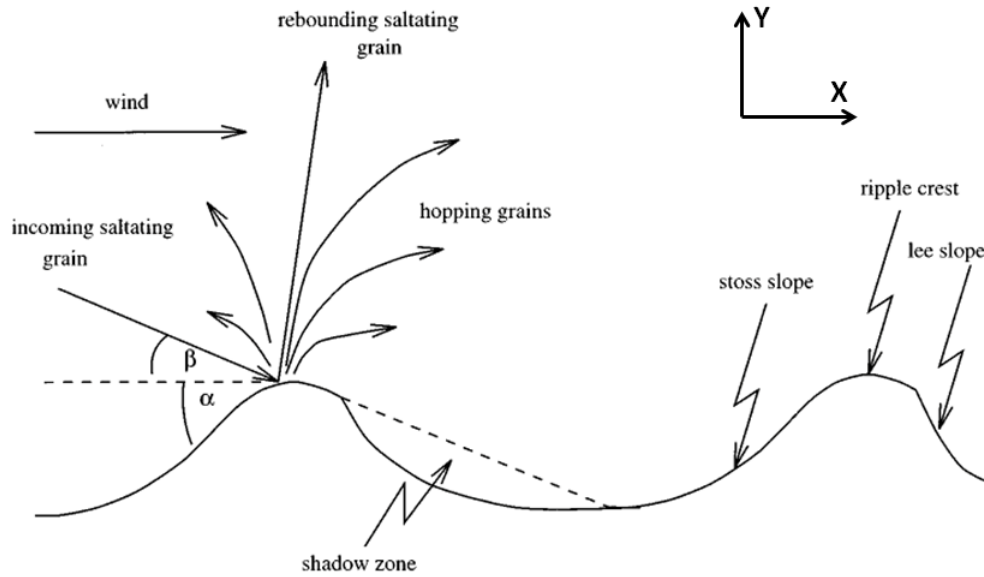 rebounding saltating
grain
Y
X
wind
ripple crest
incoming saltating
grain
hopping grains
lee slope
stoss slope
β
α
shadow zone